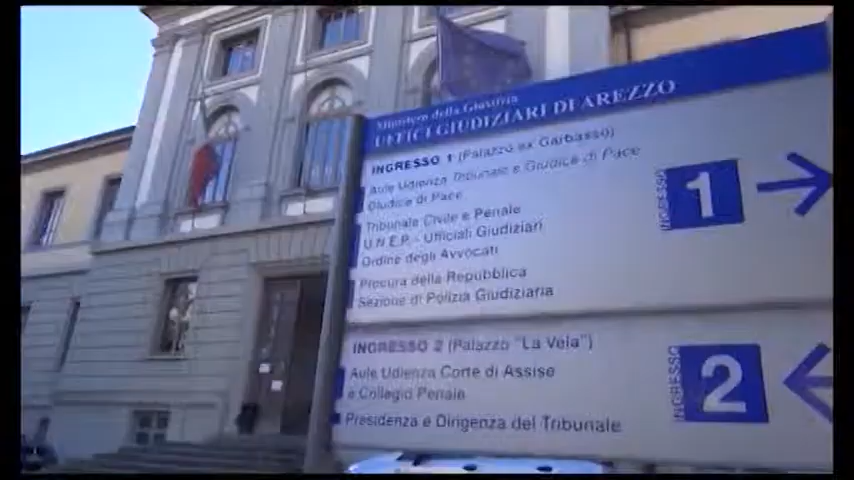 Ministero della Giustizia
UFFICI GIUDIZIARI DI AREZZO
INGRESSO 1 (Palazzo ex Garbasso)
Aule Udienza Tribunale e Giudice di Pace
Giudice di Pace
Tribunale Civile e Penale
U.N.E.P. - Ufficiali Giudiziari
Ordine degli Avvocati
Procura della Repubblica
Sezione di Polizia Giudiziaria
INGRESSO 1
INGRESSO 2 (Palazzo "La Vela")
Aule Udienza Corte di Assise
e Collegio Penale
Presidenza e Dirigenza del Tribunale
INGRESSO 2